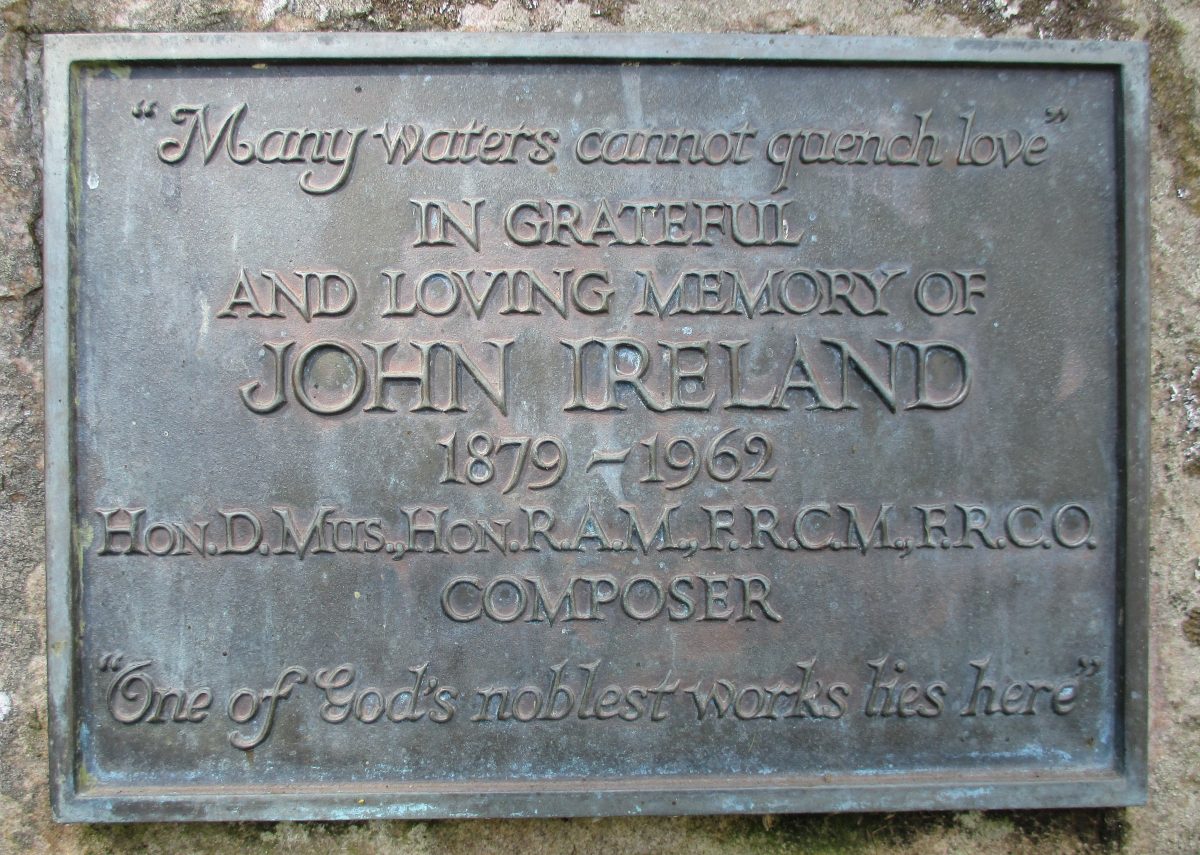 “Many waters cannot quench love”
IN GRATEFUL
AND LOVING MEMORY OF
JOHN IRELAND
1879 ~ 1962
HON. D. MUS., HON. R.A.M., F.R.C.M., F.R.C.O.
COMPOSER
“One of God's noblest works lies here”